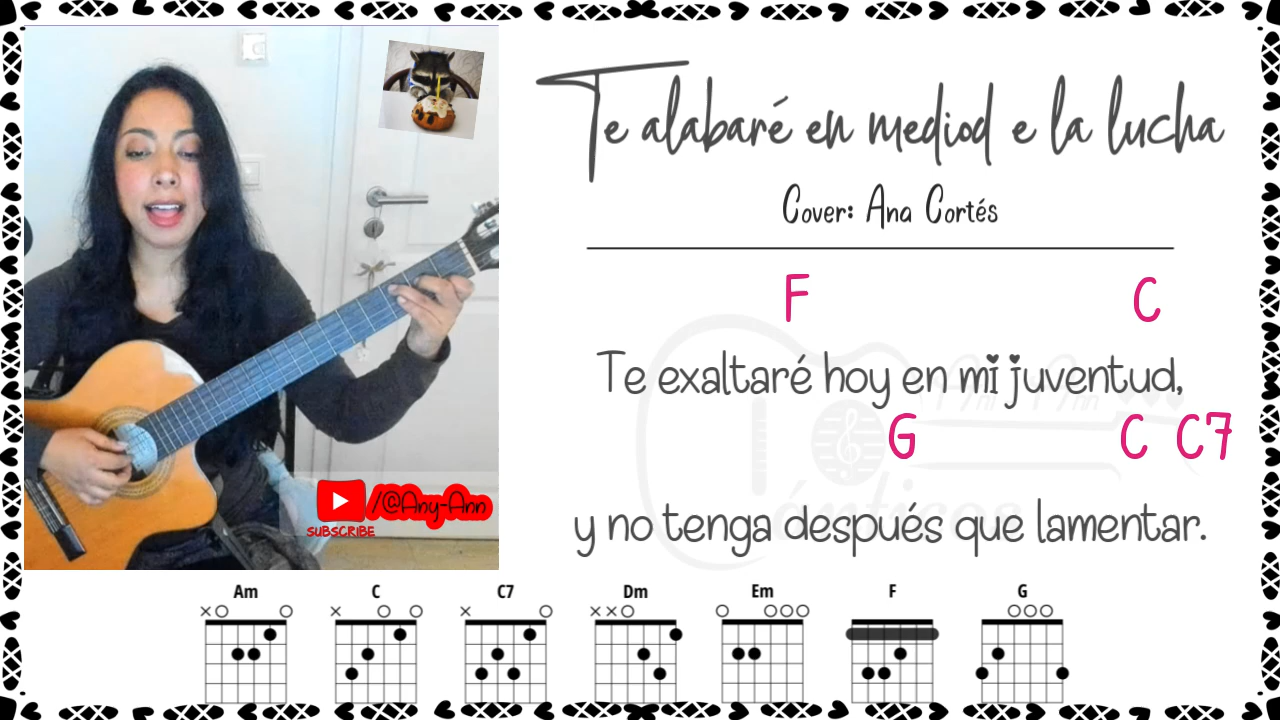 Te alabaré en mediod e la lucha
Cover: Ana Cortés
F C
Te exaltaré hoy en mi juventud,
G C C7
y no tenga después que lamentar.
/@Any-Ann
SUBSCRIBE
Am C C7 Dm Em F G